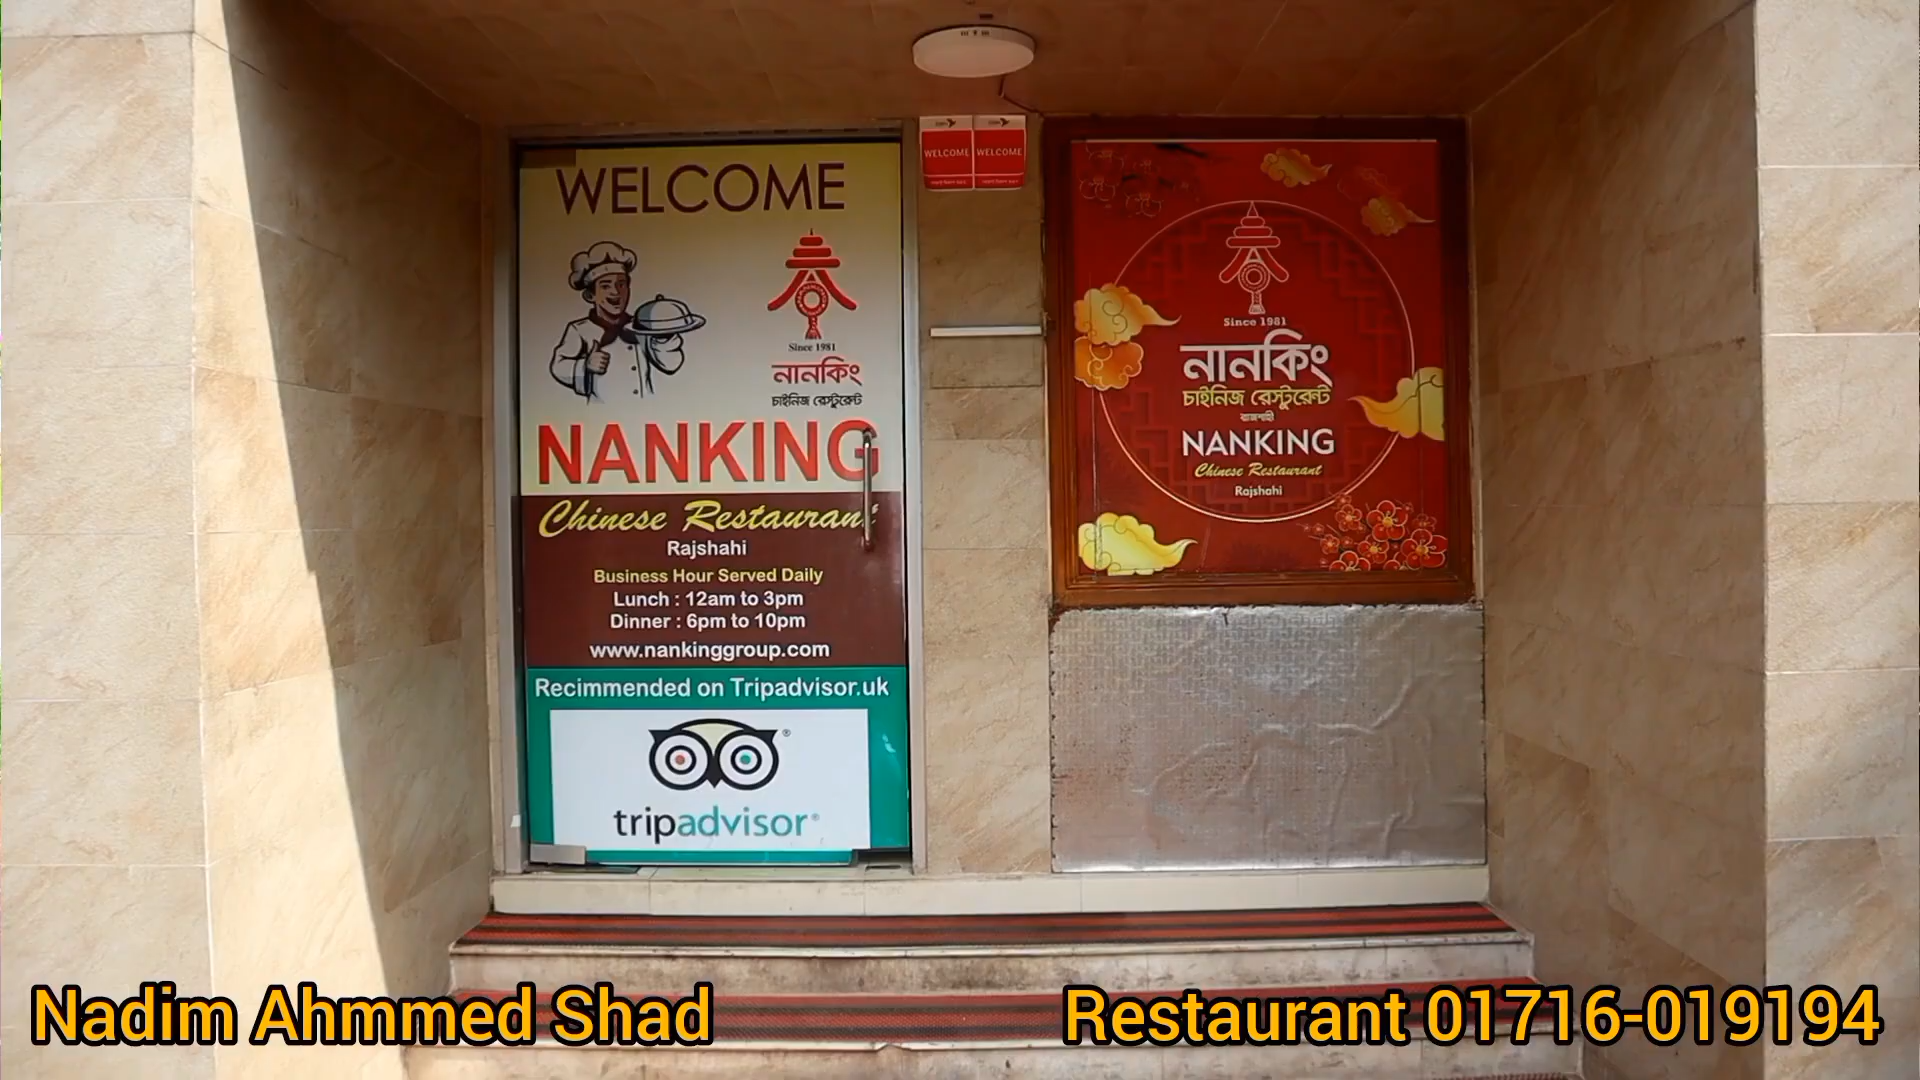 WELCOME
Since 1981
নানকিং
চাইনিজ রেস্টুরেন্ট
NANKING
Chinese Restaurant
Rajshahi
Business Hour Served Daily
Lunch : 12am to 3pm
Dinner : 6pm to 10pm
www.nankinggroup.com
Recimmended on Tripadvisor.uk
tripadvisor®
WELCOME
WELCOME
Since 1981
নানকিং
চাইনিজ রেস্টুরেন্ট
রাজশাহী
NANKING
Chinese Restaurant
Rajshahi
Nadim Ahmmed Shad
Restaurant 01716-019194